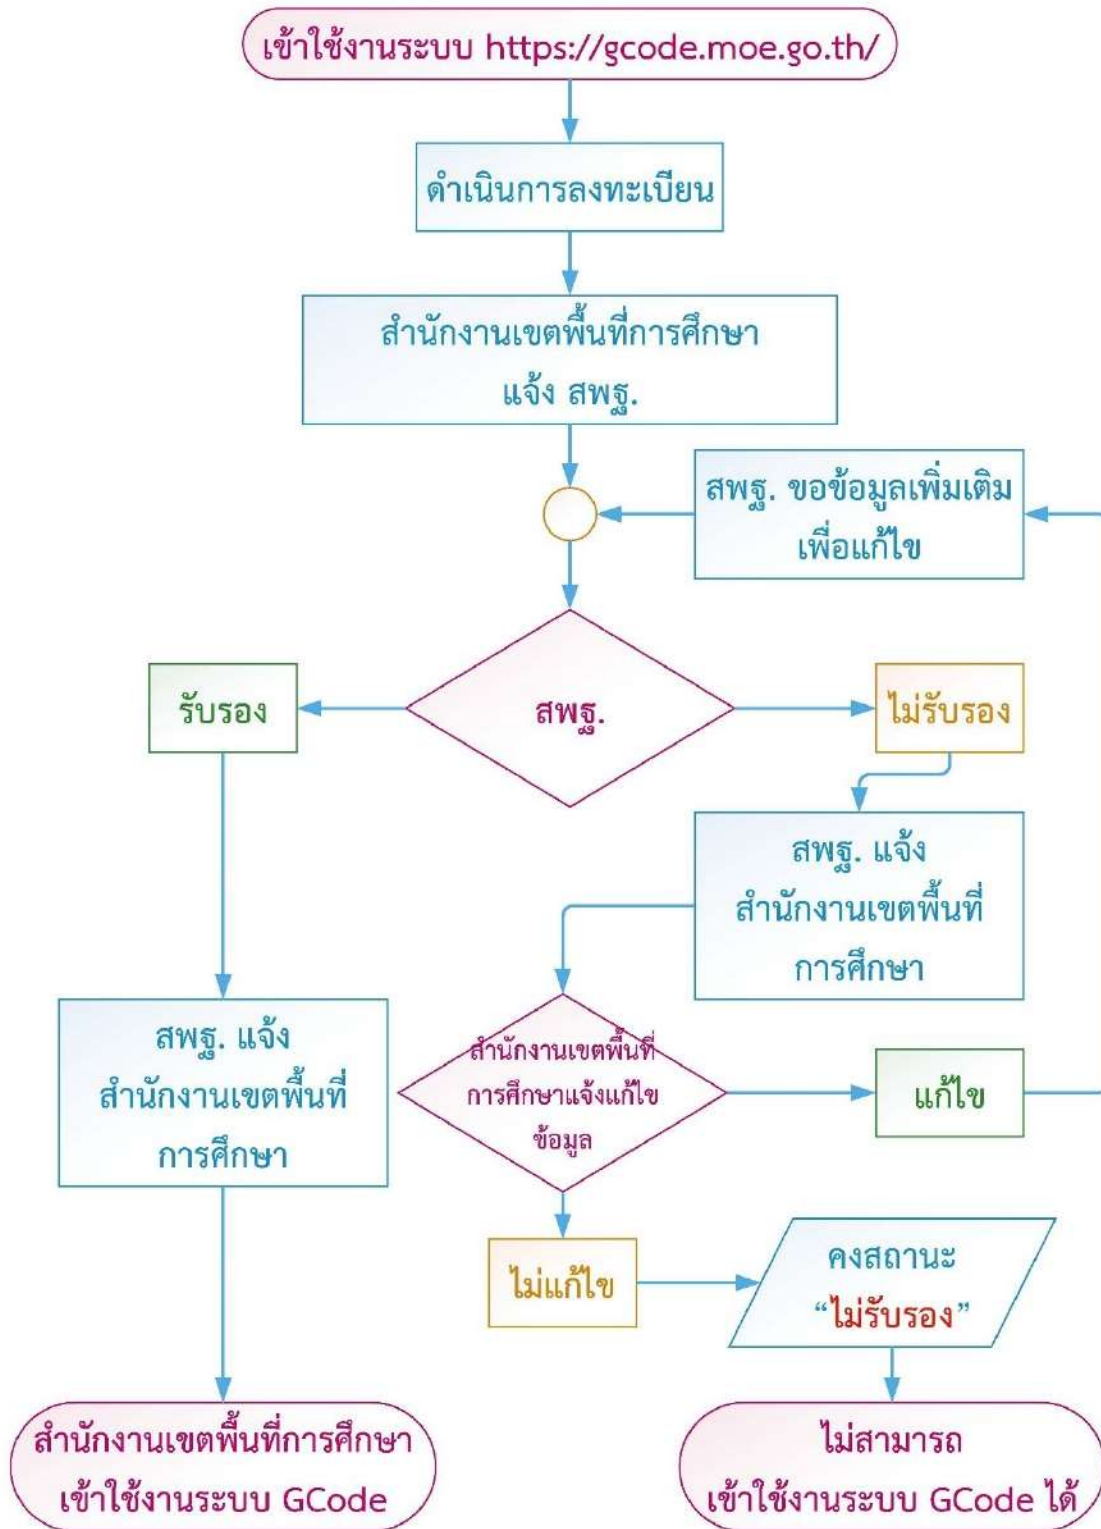 เข้าใช้งานระบบ https://gcode.moe.go.th/
ดำเนินการลงทะเบียน
สำนักงานเขตพื้นที่การศึกษา
แจ้ง สพฐ.
สพฐ. ขอข้อมูลเพิ่มเติม
เพื่อแก้ไข
รับรอง
สพฐ.
ไม่รับรอง
สพฐ. แจ้ง
สำนักงานเขตพื้นที่
การศึกษา
สพฐ. แจ้ง
สำนักงานเขตพื้นที่
การศึกษา
สำนักงานเขตพื้นที่
การศึกษาแจ้งแก้ไข
ข้อมูล
แก้ไข
ไม่แก้ไข
คงสถานะ
“ไม่รับรอง”
สำนักงานเขตพื้นที่การศึกษา
เข้าใช้งานระบบ GCode
ไม่สามารถ
เข้าใช้งานระบบ GCode ได้